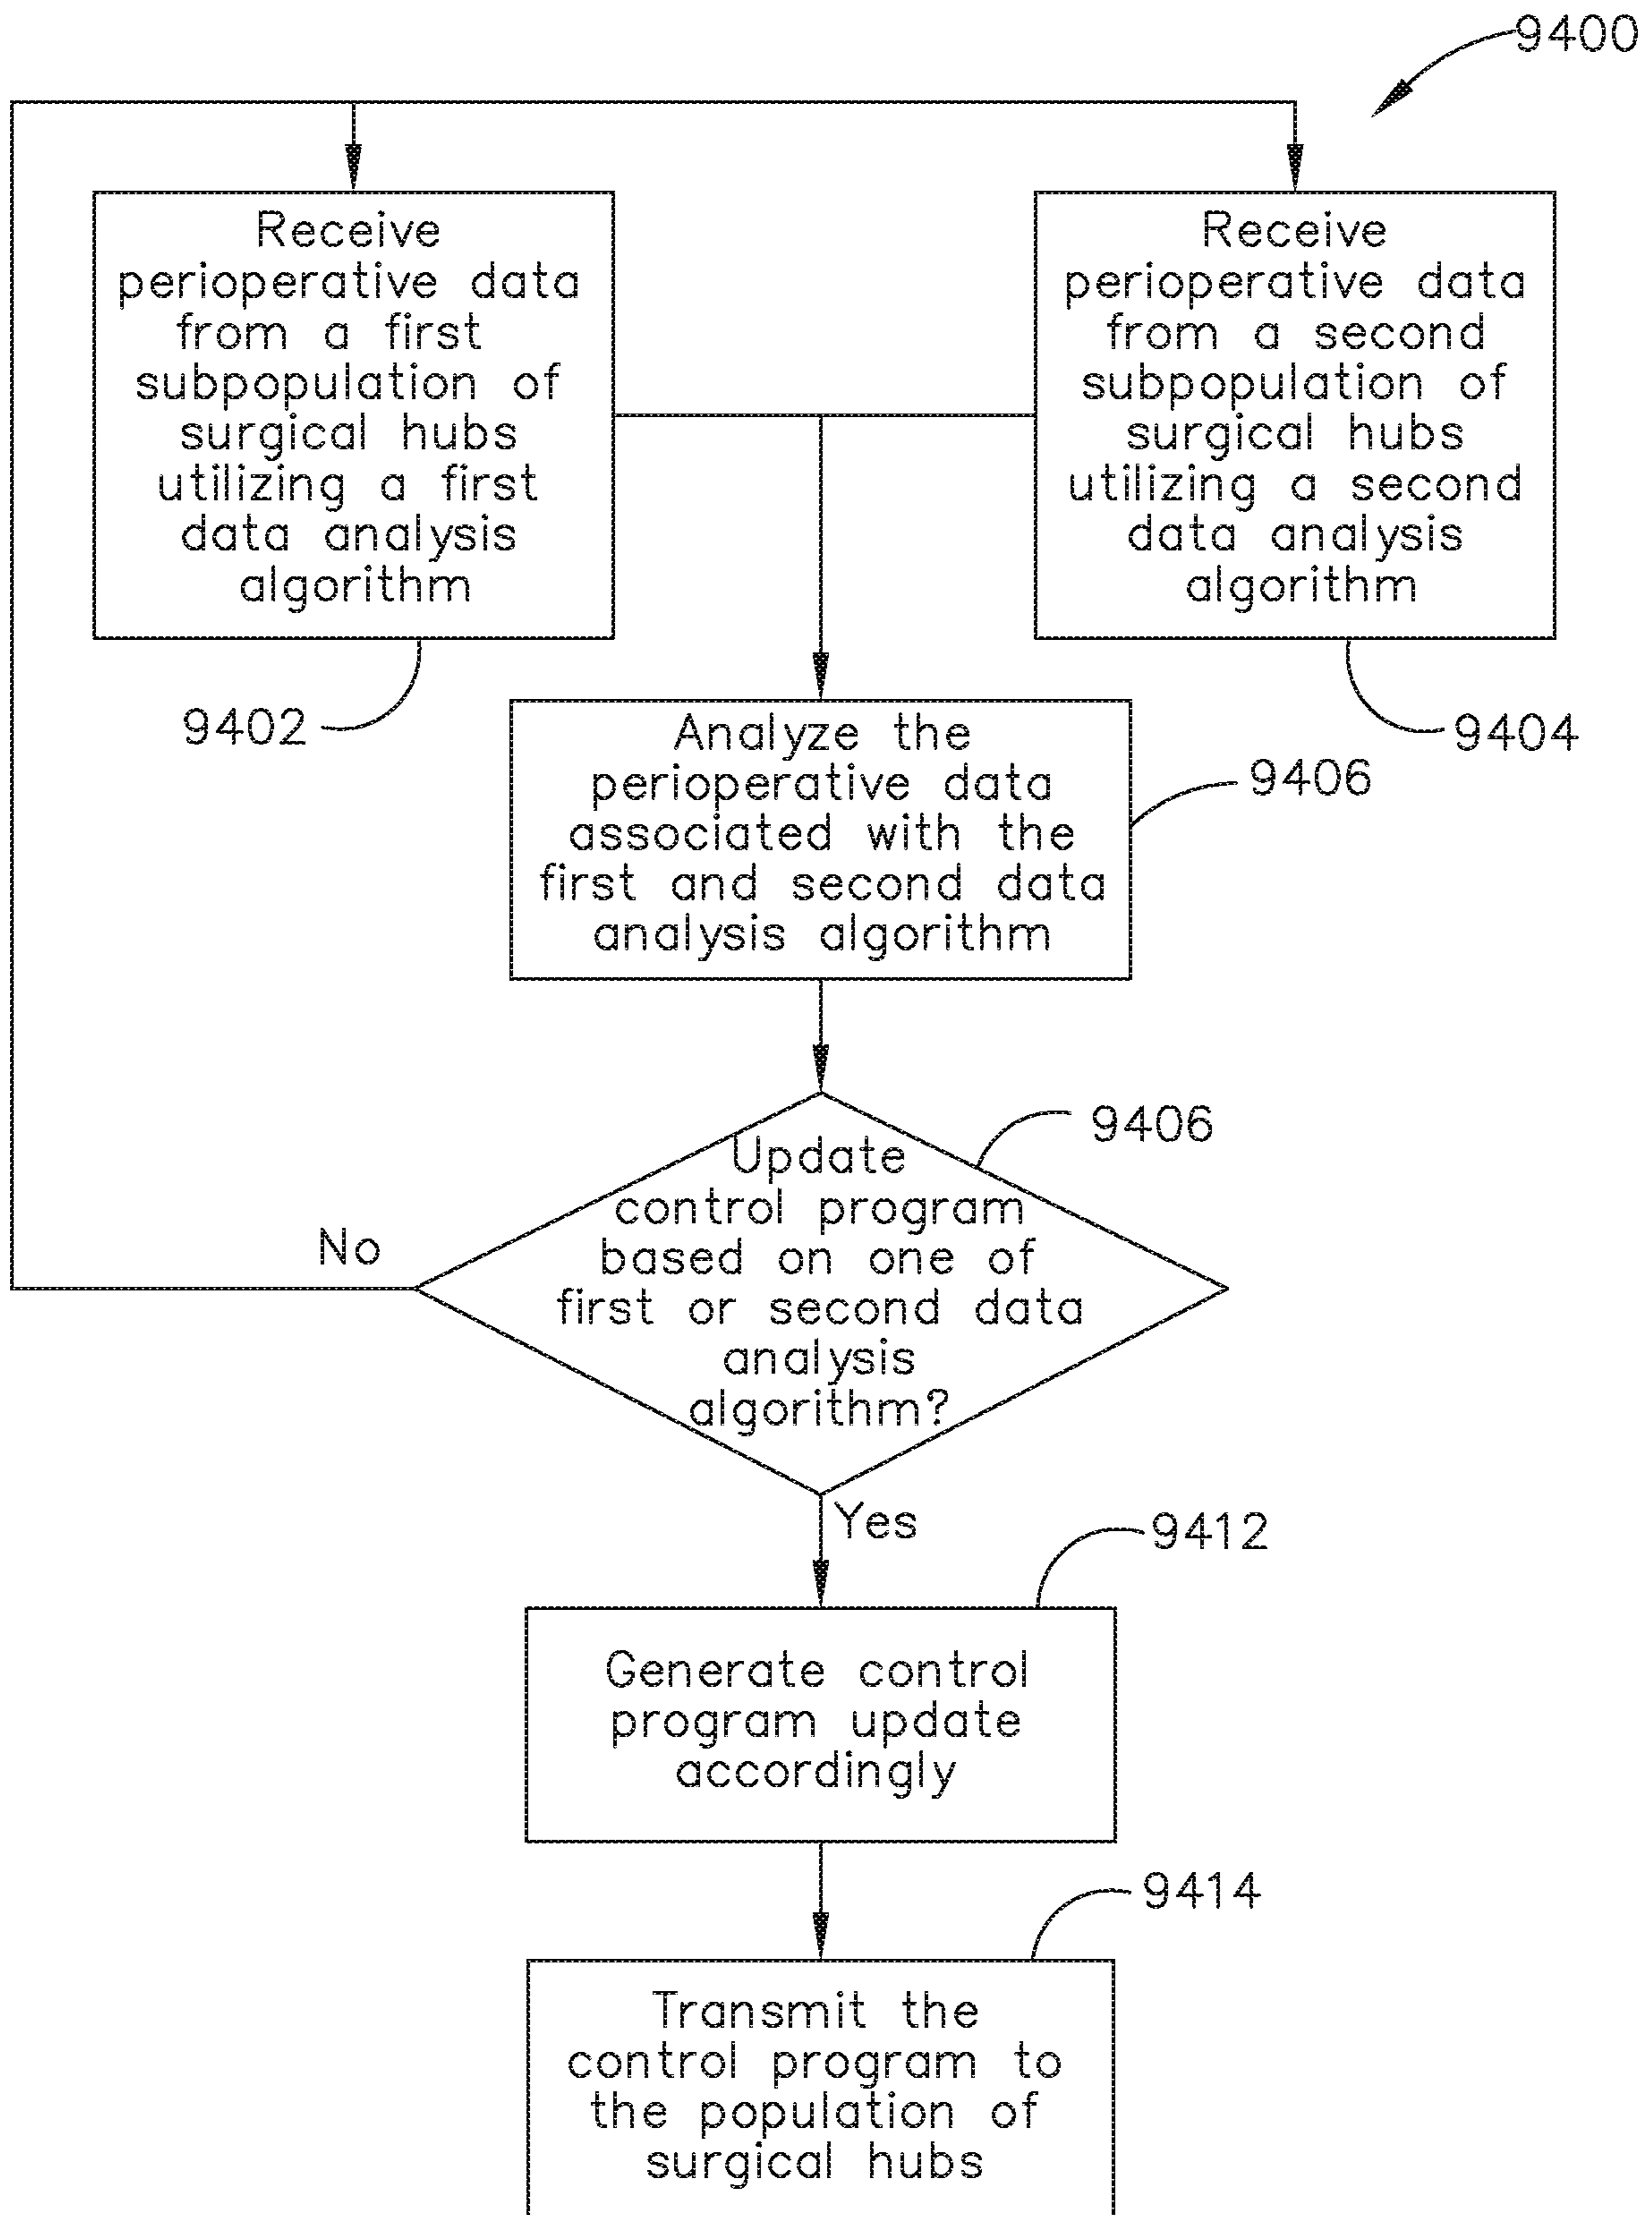 9400
Receive
perioperative data
from a first
subpopulation of
surgical hubs
utilizing a first
data analysis
algorithm
9402
Receive
perioperative data
from a second
subpopulation of
surgical hubs
utilizing a second
data analysis
algorithm
9404
Analyze the
perioperative data
associated with the
first and second data
analysis algorithm
9406
Update
control program
based on one of
first or second data
analysis
algorithm?
9406
No
Yes
9412
Generate control
program update
accordingly
9414
Transmit the
control program to
the population of
surgical hubs